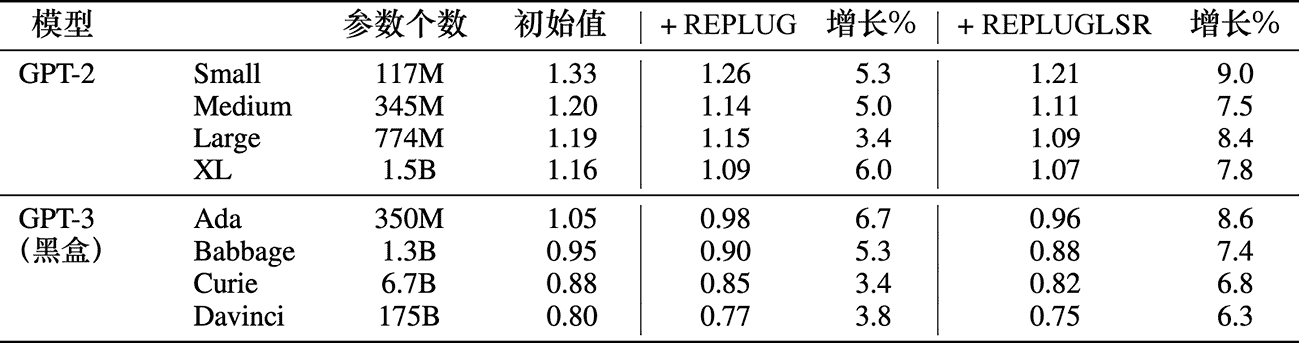 模型 参数个数 初始值 + REPLUG 增长% + REPLUGLSR 增长%
GPT-2 Small 117M 1.33 1.26 5.3 1.21 9.0
Medium 345M 1.20 1.14 5.0 1.11 7.5
Large 774M 1.19 1.15 3.4 1.09 8.4
XL 1.5B 1.16 1.09 6.0 1.07 7.8
GPT-3 Ada 350M 1.05 0.98 6.7 0.96 8.6
（黑盒） Babbage 1.3B 0.95 0.90 5.3 0.88 7.4
Curie 6.7B 0.88 0.85 3.4 0.82 6.8
Davinci 175B 0.80 0.77 3.8 0.75 6.3